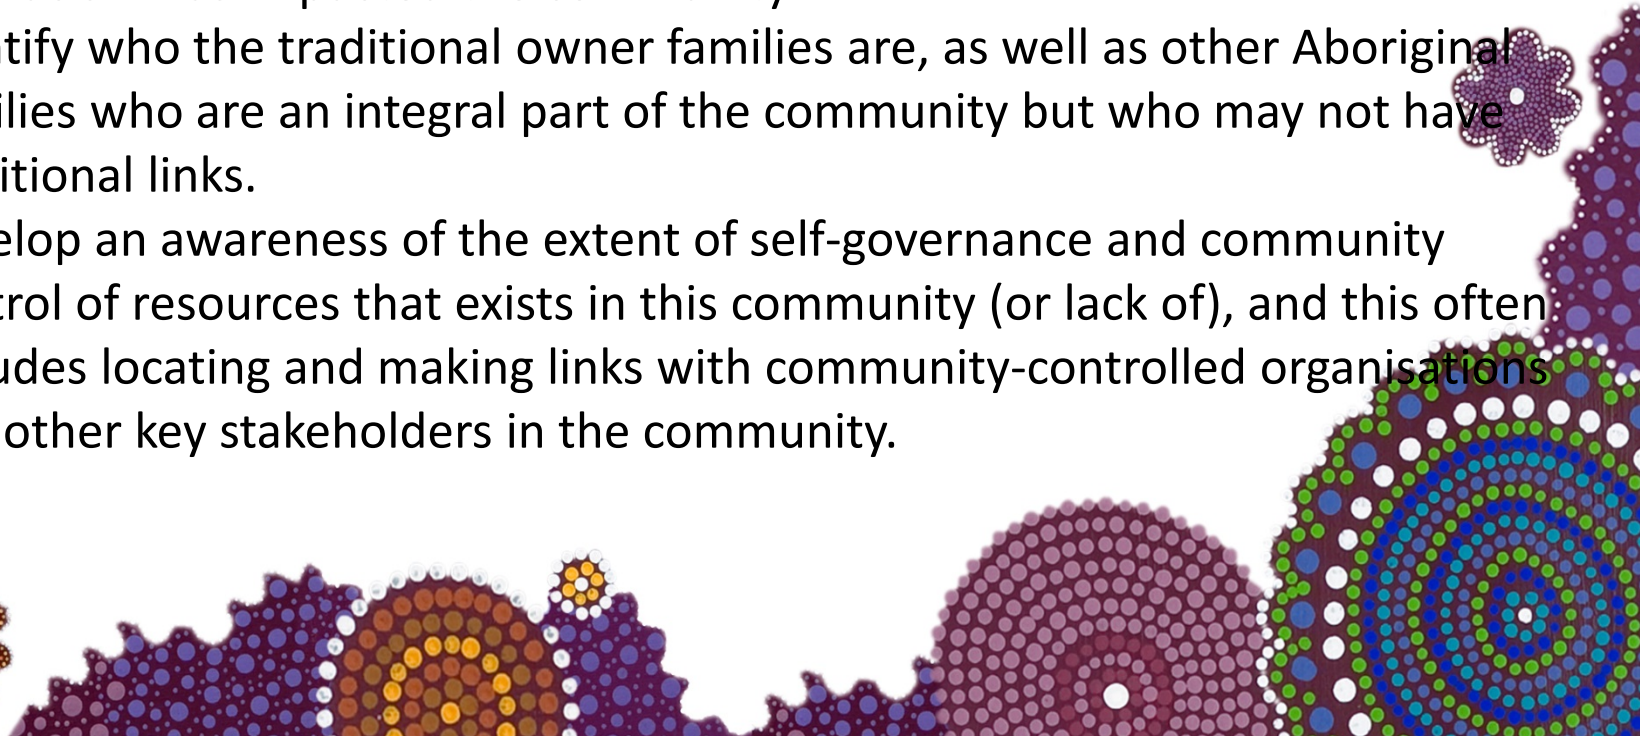 tify who the traditional owner families are, as well as other Aboriginal
ilies who are an integral part of the community but who may not have
itional links.
elop an awareness of the extent of self-governance and community
trol of resources that exists in this community (or lack of), and this often
udes locating and making links with community-controlled organisations
other key stakeholders in the community.